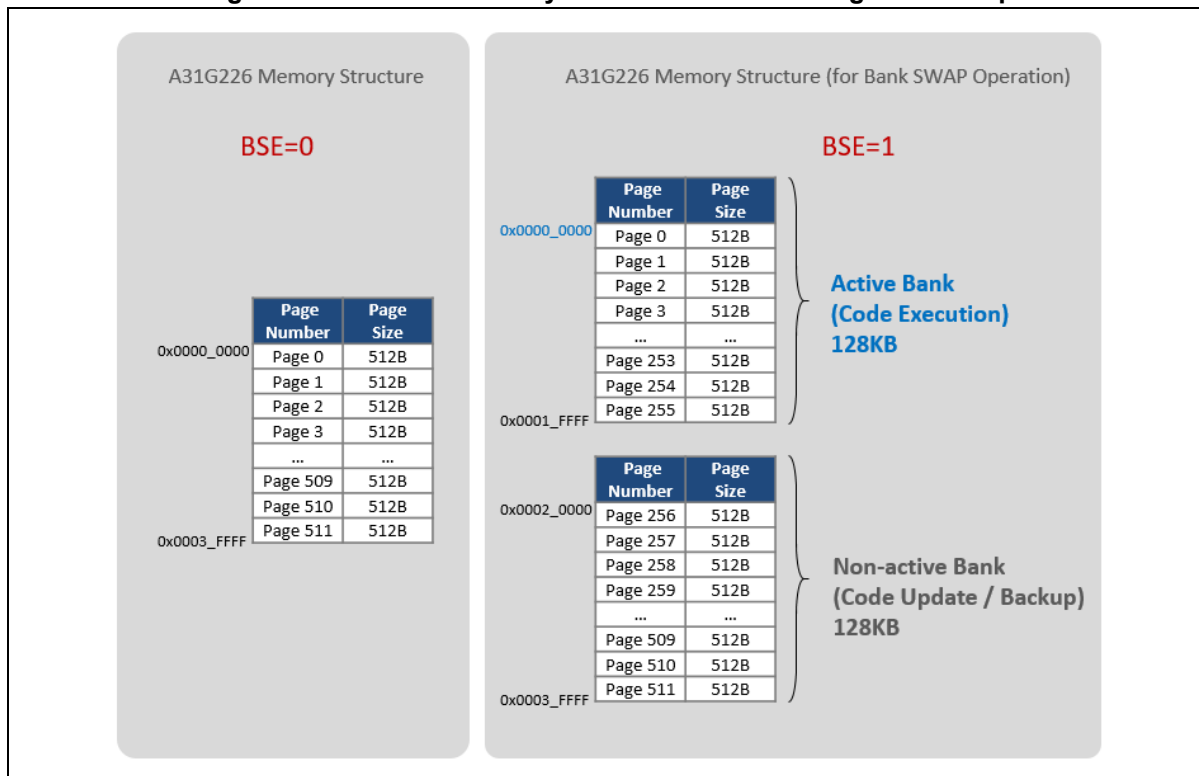 A31G226 Memory Structure
BSE=0
Page Number Page Size
0x0000_0000
Page 0 512B
Page 1 512B
Page 2 512B
Page 3 512B
... ...
Page 509 512B
Page 510 512B
Page 511 512B
0x0003_FFFF
A31G226 Memory Structure (for Bank SWAP Operation)
BSE=1
Page Number Page Size
0x0000_0000
Page 0 512B
Page 1 512B
Page 2 512B
Page 3 512B
... ...
Page 253 512B
Page 254 512B
Page 255 512B
0x0001_FFFF
Active Bank
(Code Execution)
128KB
Page Number Page Size
0x0002_0000
Page 256 512B
Page 257 512B
Page 258 512B
Page 259 512B
... ...
Page 509 512B
Page 510 512B
Page 511 512B
0x0003_FFFF
Non-active Bank
(Code Update / Backup)
128KB